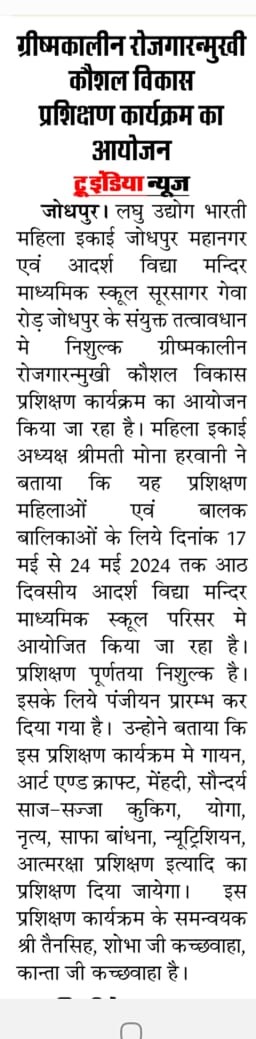 ग्रीष्मकालीन रोजगारन्मुखी
कौशल विकास
प्रशिक्षण कार्यक्रम का
आयोजन
टू इंडिया न्यूज
जोधपुर। लघु उद्योग भारती
महिला इकाई जोधपुर महानगर
एवं आदर्श विद्या मन्दिर
माध्यमिक स्कूल सूरसागर गेवा
रोड़ जोधपुर के संयुक्त तत्वावधान
मे निशुल्क ग्रीष्मकालीन
रोजगारन्मुखी कौशल विकास
प्रशिक्षण कार्यक्रम का आयोजन
किया जा रहा है। महिला इकाई
अध्यक्ष श्रीमती मोना हरवानी ने
बताया कि यह प्रशिक्षण
महिलाओं एवं बालक
बालिकाओं के लिये दिनांक 17
मई से 24 मई 2024 तक आठ
दिवसीय आदर्श विद्या मन्दिर
माध्यमिक स्कूल परिसर मे
आयोजित किया जा रहा है।
प्रशिक्षण पूर्णतया निशुल्क है।
इसके लिये पंजीयन प्रारम्भ कर
दिया गया है। उन्होने बताया कि
इस प्रशिक्षण कार्यक्रम मे गायन,
आर्ट एण्ड क्राफ्ट, मेंहदी, सौन्दर्य
साज-सज्जा कुकिग, योगा,
नृत्य, साफा बांधना, न्यूट्रिशियन,
आत्मरक्षा प्रशिक्षण इत्यादि का
प्रशिक्षण दिया जायेगा। इस
प्रशिक्षण कार्यक्रम के समन्वयक
श्री तैनसिह, शोभा जी कच्छवाहा,
कान्ता जी कच्छवाहा है।